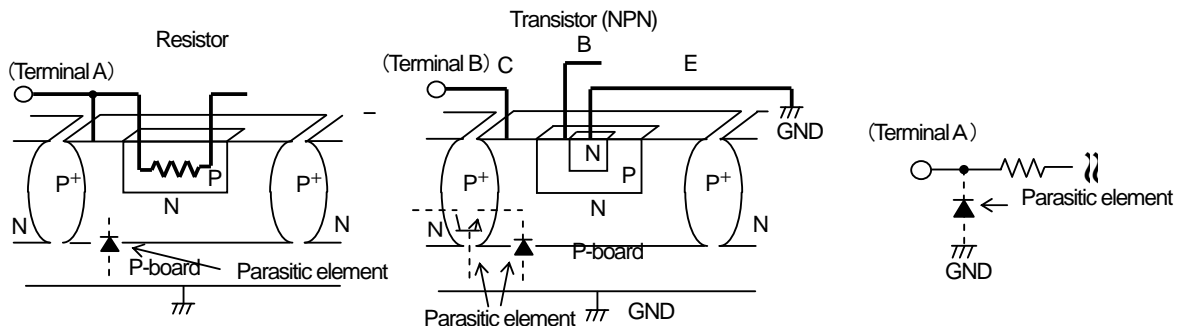 Resistor
(Terminal A)
P+
P
P+
N
N
N
P-board
Parasitic element
Transistor (NPN)
(Terminal B)
C
B
E
GND
N
P+
P
P+
N
N
N
P-board
Parasitic element
GND
(Terminal A)
Parasitic element
GND